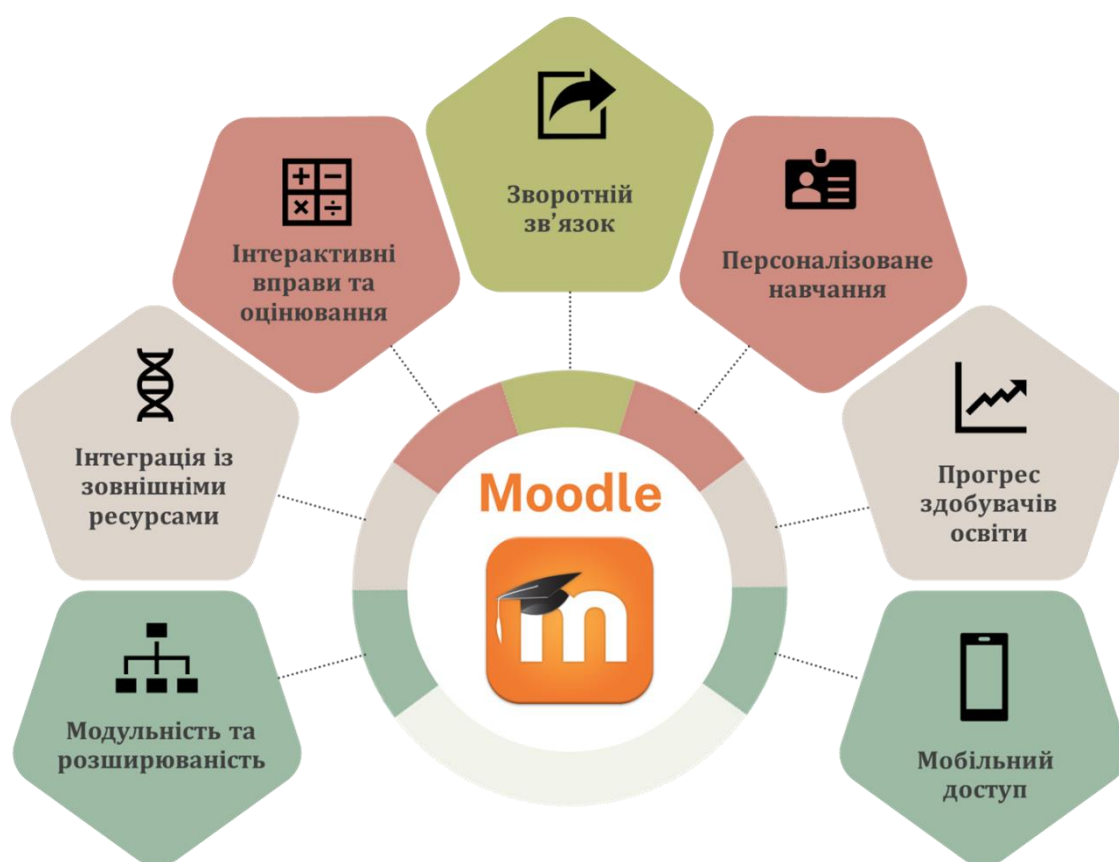 Зворотній
зв’язок
Інтерактивні
вправи та
оцінювання
Персоналізоване
навчання
Інтеграція із
зовнішніми
ресурсами
Moodle
m
Прогрес
здобувачів
освіти
Модульність та
розширюваність
Мобільний
доступ